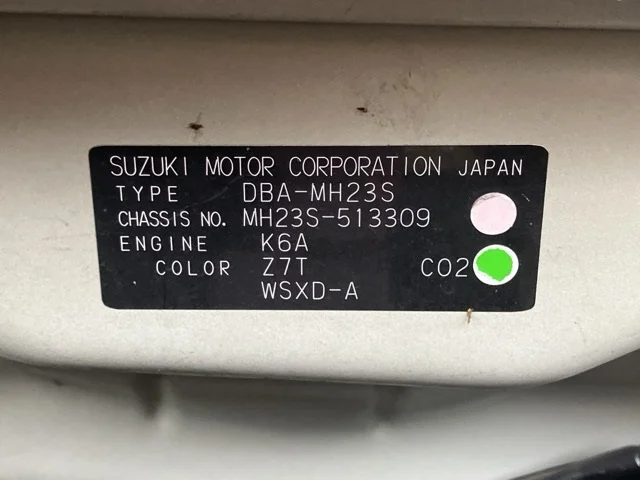 SUZUKI MOTOR CORPORATION JAPAN
TYPE DBA-MH23S
CHASSIS NO. MH23S-513309
ENGINE K6A
COLOR Z7T CO2
WSXD-A